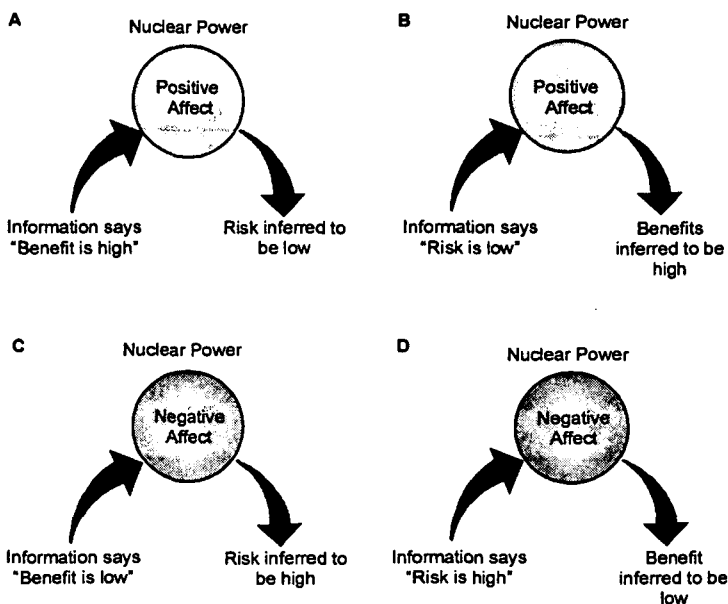 A
Nuclear Power
Positive
Affect
Information says
"Benefit is high"
Risk inferred to
be low
B
Nuclear Power
Positive
Affect
Information says
"Risk is low"
Benefits
inferred to be
high
C
Nuclear Power
Negative
Affect
Information says
"Benefit is low"
Risk inferred to
be high
D
Nuclear Power
Negative
Affect
Information says
"Risk is high"
Benefit
inferred to be
low